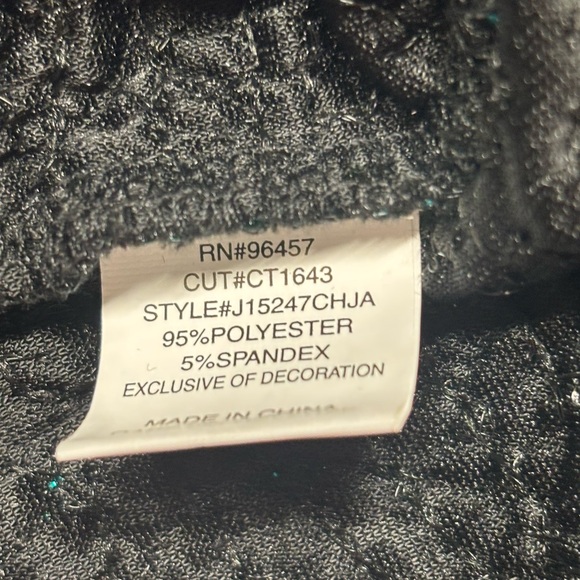 RN#96457
CUT#CT1643
STYLE#J15247CHJA
95%POLYESTER
5%SPANDEX
EXCLUSIVE OF DECORATION
MADE IN CHINA